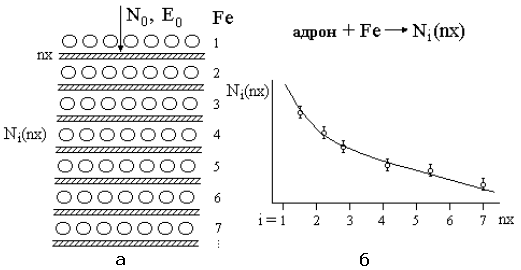 N₀, E₀ Fe
1
nx
2
3
Nᵢ(nx) 4
5
6
7
⋮
а
адрон + Fe → Nᵢ(nx)
Nᵢ(nx)
i = 1 2 3 4 5 6 7 nx
б